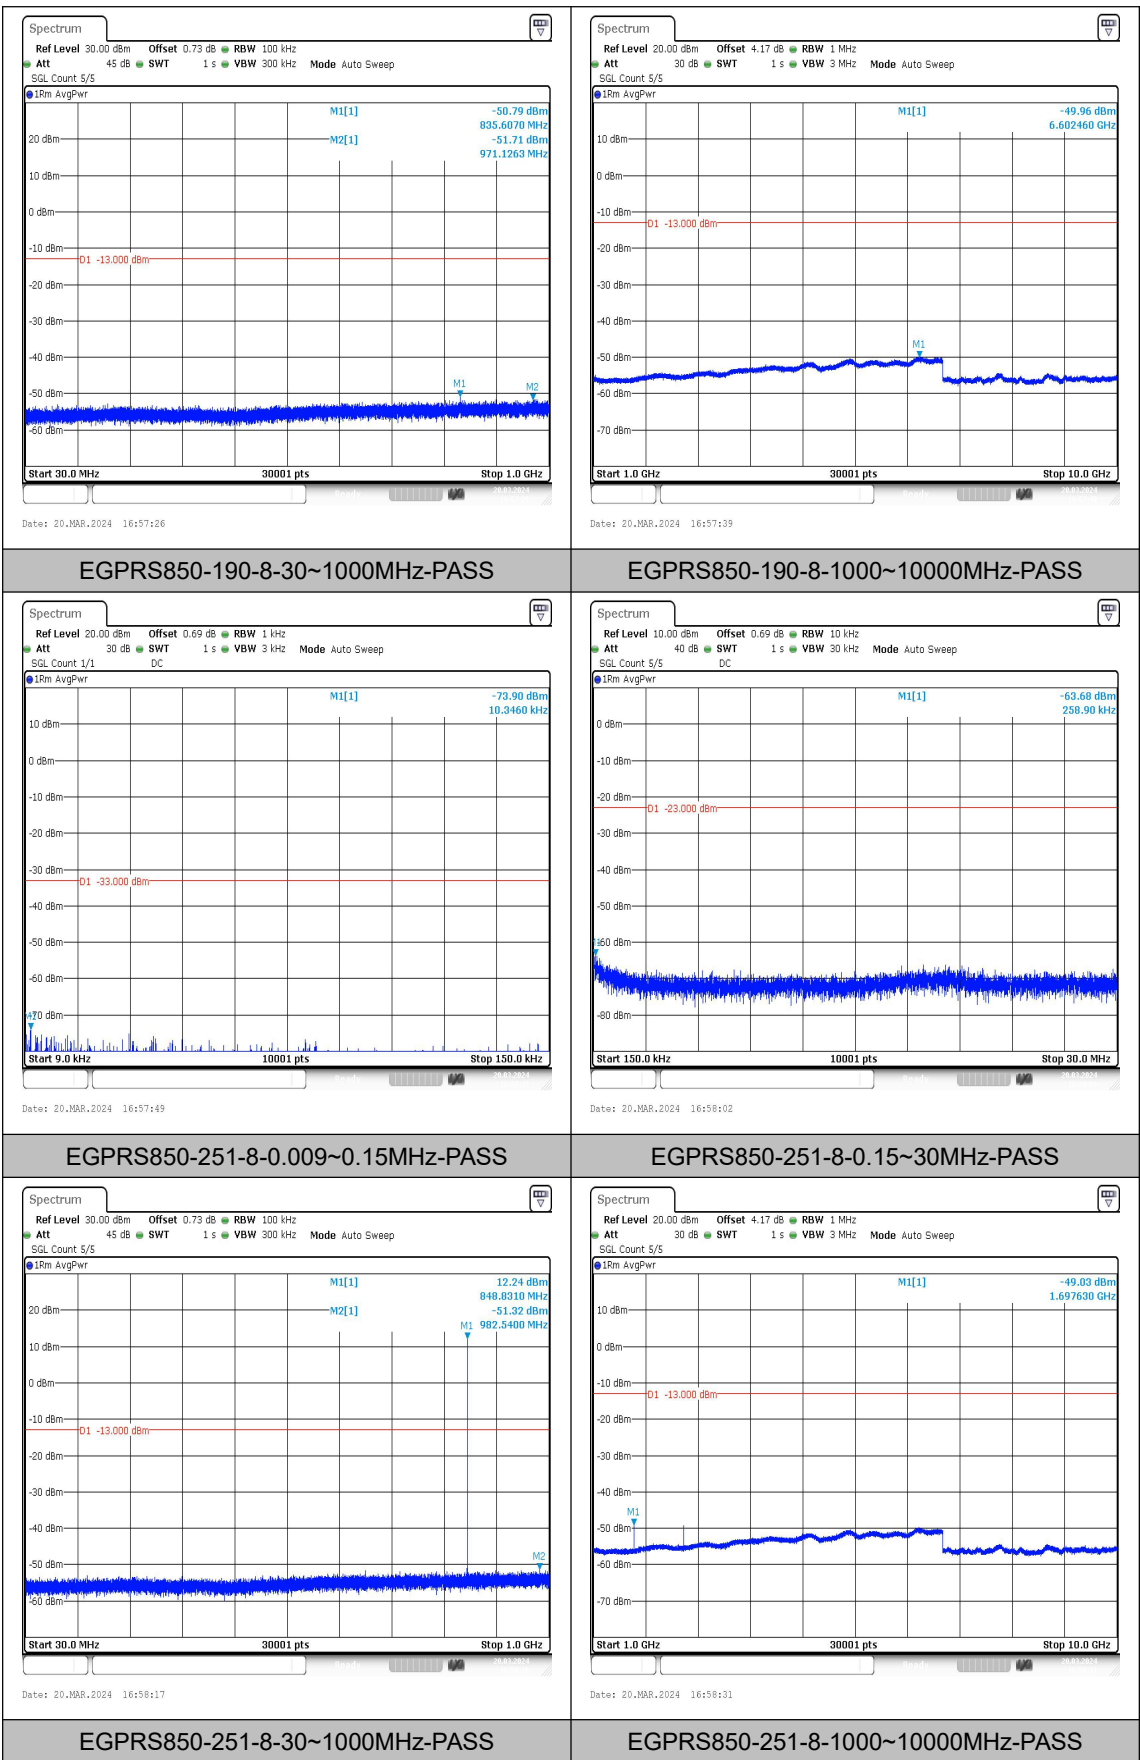 Spectrum
Ref Level 30.00 dBm Offset 0.73 dB RBW 100 kHz
Att 45 dB SWT 1 s VBW 300 kHz Mode Auto Sweep
SGL Count 5/5
1Rm AvgPwr
M1[1] -50.79 dBm
835.6070 MHz
M2[1] -51.71 dBm
971.1263 MHz
20 dBm
10 dBm
0 dBm
-10 dBm
D1 -13.000 dBm
-20 dBm
-30 dBm
-40 dBm
M1
M2
-50 dBm
-60 dBm
Start 30.0 MHz 30001 pts Stop 1.0 GHz
Date: 20.MAR.2024 16:57:26
Spectrum
Ref Level 20.00 dBm Offset 4.17 dB RBW 1 MHz
Att 30 dB SWT 1 s VBW 3 MHz Mode Auto Sweep
SGL Count 5/5
1Rm AvgPwr
M1[1] -49.96 dBm
6.602460 GHz
10 dBm
0 dBm
-10 dBm
D1 -13.000 dBm
-20 dBm
-30 dBm
-40 dBm
M1
-50 dBm
-60 dBm
-70 dBm
Start 1.0 GHz 30001 pts Stop 10.0 GHz
Date: 20.MAR.2024 16:57:39
EGPRS850-190-8-30~1000MHz-PASS
EGPRS850-190-8-1000~10000MHz-PASS
Spectrum
Ref Level 20.00 dBm Offset 0.69 dB RBW 1 kHz
Att 30 dB SWT 1 s VBW 3 kHz Mode Auto Sweep
SGL Count 1/1 DC
1Rm AvgPwr
M1[1] -73.90 dBm
10.3460 kHz
10 dBm
0 dBm
-10 dBm
-20 dBm
-30 dBm
D1 -33.000 dBm
-40 dBm
-50 dBm
-60 dBm
-70 dBm
Start 9.0 kHz 10001 pts Stop 150.0 kHz
Date: 20.MAR.2024 16:57:49
Spectrum
Ref Level 10.00 dBm Offset 0.69 dB RBW 10 kHz
Att 40 dB SWT 1 s VBW 30 kHz Mode Auto Sweep
SGL Count 5/5 DC
1Rm AvgPwr
M1[1] -63.68 dBm
258.90 kHz
0 dBm
-10 dBm
-20 dBm
D1 -23.000 dBm
-30 dBm
-40 dBm
-50 dBm
-60 dBm
-80 dBm
Start 150.0 kHz 10001 pts Stop 30.0 MHz
Date: 20.MAR.2024 16:58:02
EGPRS850-251-8-0.009~0.15MHz-PASS
EGPRS850-251-8-0.15~30MHz-PASS
Spectrum
Ref Level 30.00 dBm Offset 0.73 dB RBW 100 kHz
Att 45 dB SWT 1 s VBW 300 kHz Mode Auto Sweep
SGL Count 5/5
1Rm AvgPwr
M1[1] 12.24 dBm
848.8310 MHz
M2[1] -51.32 dBm
M1 982.5400 MHz
20 dBm
10 dBm
0 dBm
-10 dBm
D1 -13.000 dBm
-20 dBm
-30 dBm
-40 dBm
-50 dBm
M2
-60 dBm
Start 30.0 MHz 30001 pts Stop 1.0 GHz
Date: 20.MAR.2024 16:58:17
Spectrum
Ref Level 20.00 dBm Offset 4.17 dB RBW 1 MHz
Att 30 dB SWT 1 s VBW 3 MHz Mode Auto Sweep
SGL Count 5/5
1Rm AvgPwr
M1[1] -49.03 dBm
1.697630 GHz
10 dBm
0 dBm
-10 dBm
D1 -13.000 dBm
-20 dBm
-30 dBm
-40 dBm
M1
-50 dBm
-60 dBm
-70 dBm
Start 1.0 GHz 30001 pts Stop 10.0 GHz
Date: 20.MAR.2024 16:58:31
EGPRS850-251-8-30~1000MHz-PASS
EGPRS850-251-8-1000~10000MHz-PASS